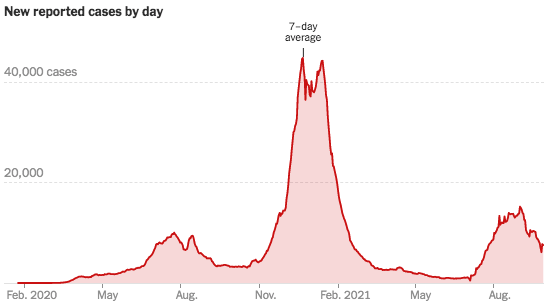 New reported cases by day
7–day
average
40,000 cases
20,000
Feb. 2020
May
Aug.
Nov.
Feb. 2021
May
Aug.